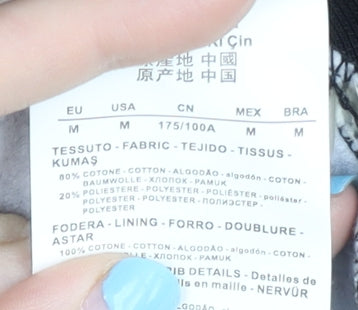 Çin
原産地 中國
原产地 中国
EU USA CN MEX BRA
M M 175/100A M M
TESSUTO - FABRIC - TEJIDO - TISSUS -
KUMAŞ
80% COTONE - COTTON - ALGODÃO - algodón - COTON -
BAUMWOLLE - ХЛОПОК - PAMUK
20% POLIESTERE - POLYESTER - POLIÉSTER - poliéster -
POLYESTER - POLYESTER - ПОЛИЭСТЕР -
POLYESTER
FODERA - LINING - FORRO - DOUBLURE -
ASTAR
100% COTONE - COTTON - ALGODÃO - algodón - COTON -
- ХЛОПОК - PAMUK
RIB DETAILS - Detalles de
en maille - NERVÜR